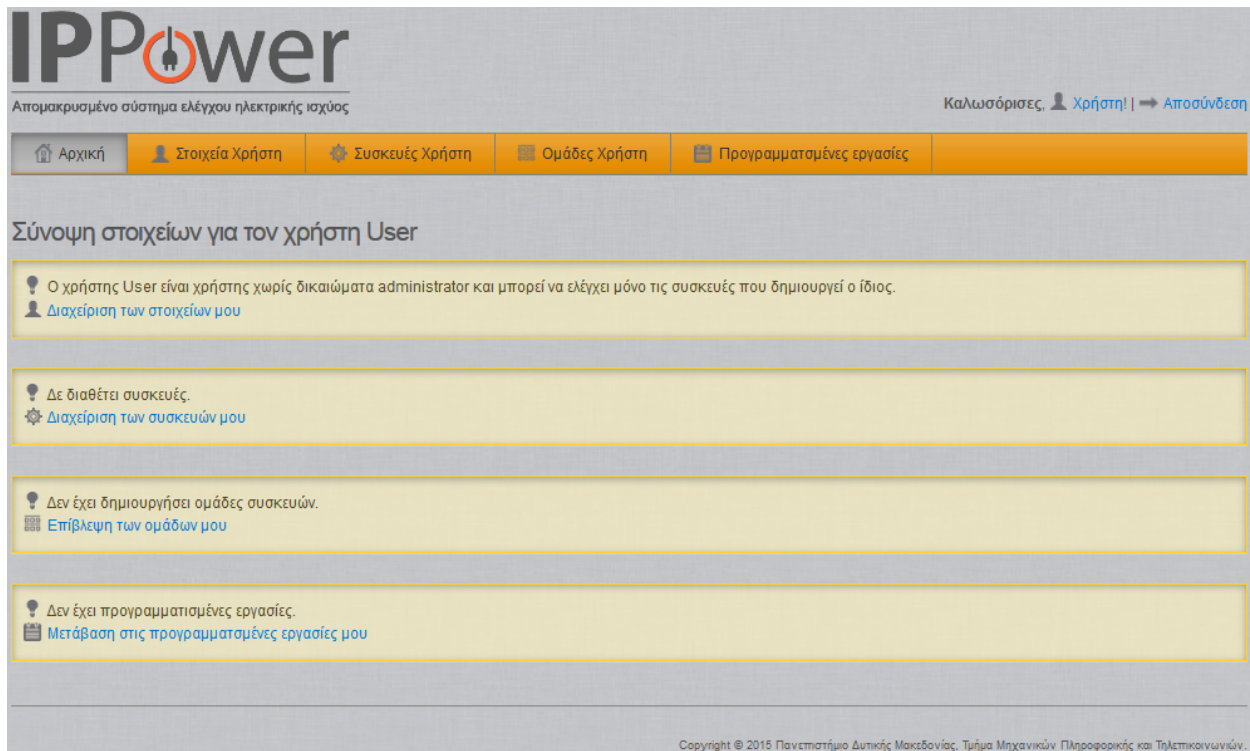 IPPower
Απομακρυσμένο σύστημα ελέγχου ηλεκτρικής ισχύος
Καλωσόρισες, Χρήστη! | Αποσύνδεση
Αρχική Στοιχεία Χρήστη Συσκευές Χρήστη Ομάδες Χρήστη Προγραμματσμένες εργασίες
Σύνοψη στοιχείων για τον χρήστη User
Ο χρήστης User είναι χρήστης χωρίς δικαιώματα administrator και μπορεί να ελέγχει μόνο τις συσκευές που δημιουργεί ο ίδιος.
Διαχείριση των στοιχείων μου
Δε διαθέτει συσκευές.
Διαχείριση των συσκευών μου
Δεν έχει δημιουργήσει ομάδες συσκευών.
Επίβλεψη των ομάδων μου
Δεν έχει προγραμματισμένες εργασίες.
Μετάβαση στις προγραμματσμένες εργασίες μου
Copyright © 2015 Πανεπιστήμιο Δυτικής Μακεδονίας, Τμήμα Μηχανικών Πληροφορικής και Τηλεπικοινωνιών.